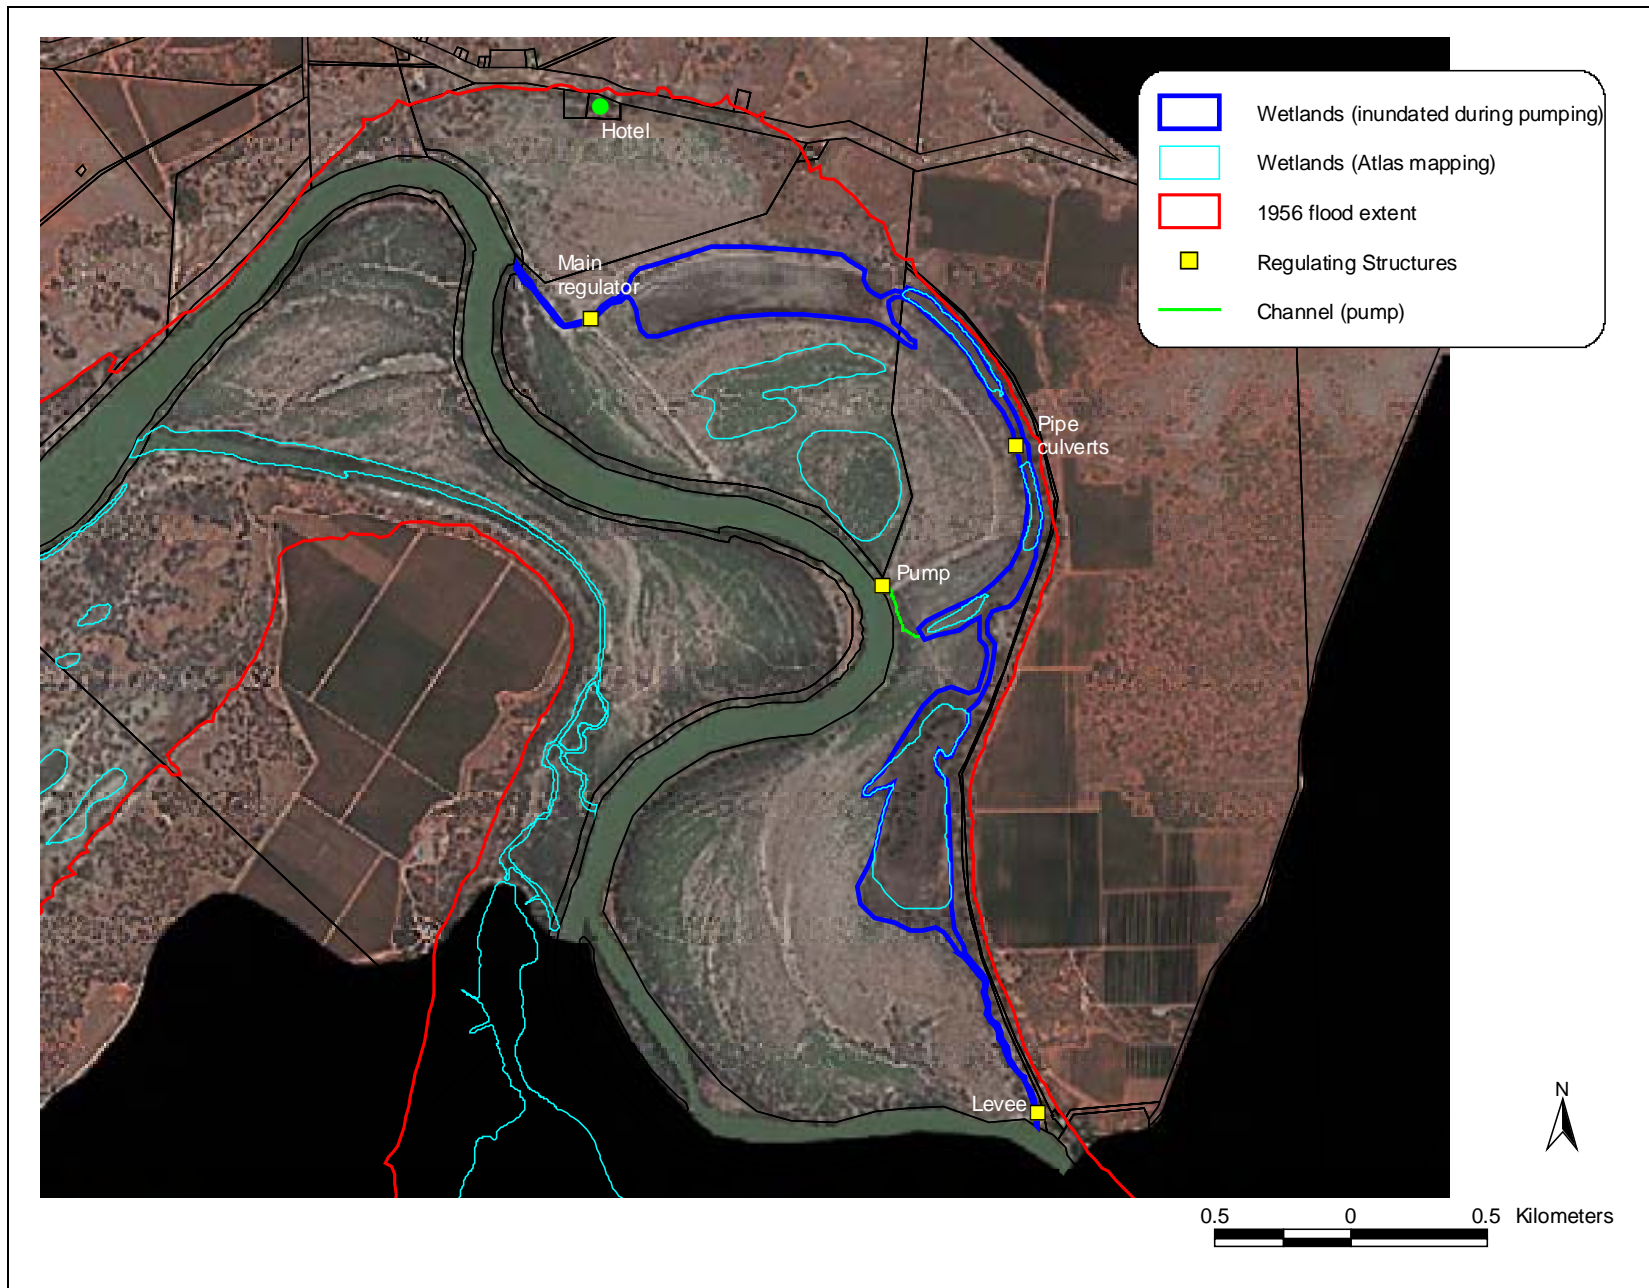 Wetlands (inundated during pumping)
Wetlands (Atlas mapping)
1956 flood extent
Regulating Structures
Channel (pump)
Hotel
Main
regulator
Pipe
culverts
Pump
Levee
N
0.5 0 0.5 Kilometers